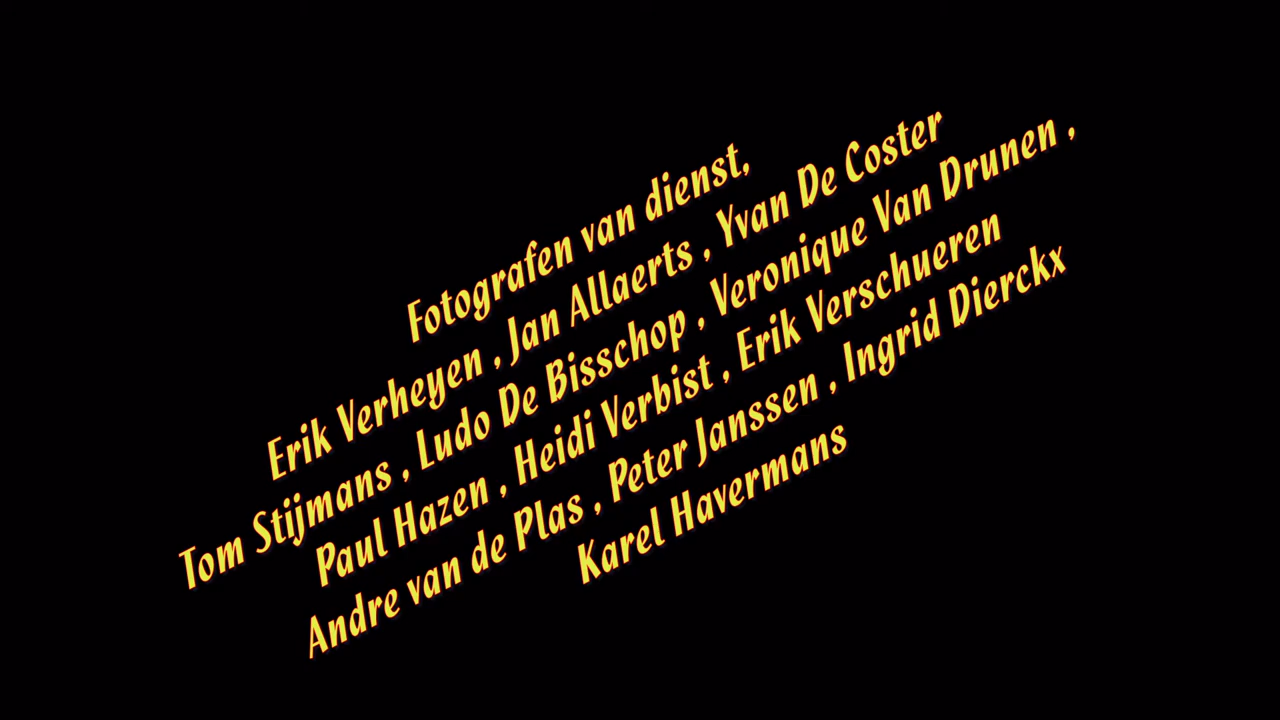 Fotografen van dienst,
Erik Verheyen , Jan Allaerts , Yvan De Coster
Tom Stijmans , Ludo De Bisschop , Veronique Van Drunen ,
Paul Hazen , Heidi Verbist , Erik Verschueren
Andre van de Plas , Peter Janssen , Ingrid Dierckx
Karel Havermans